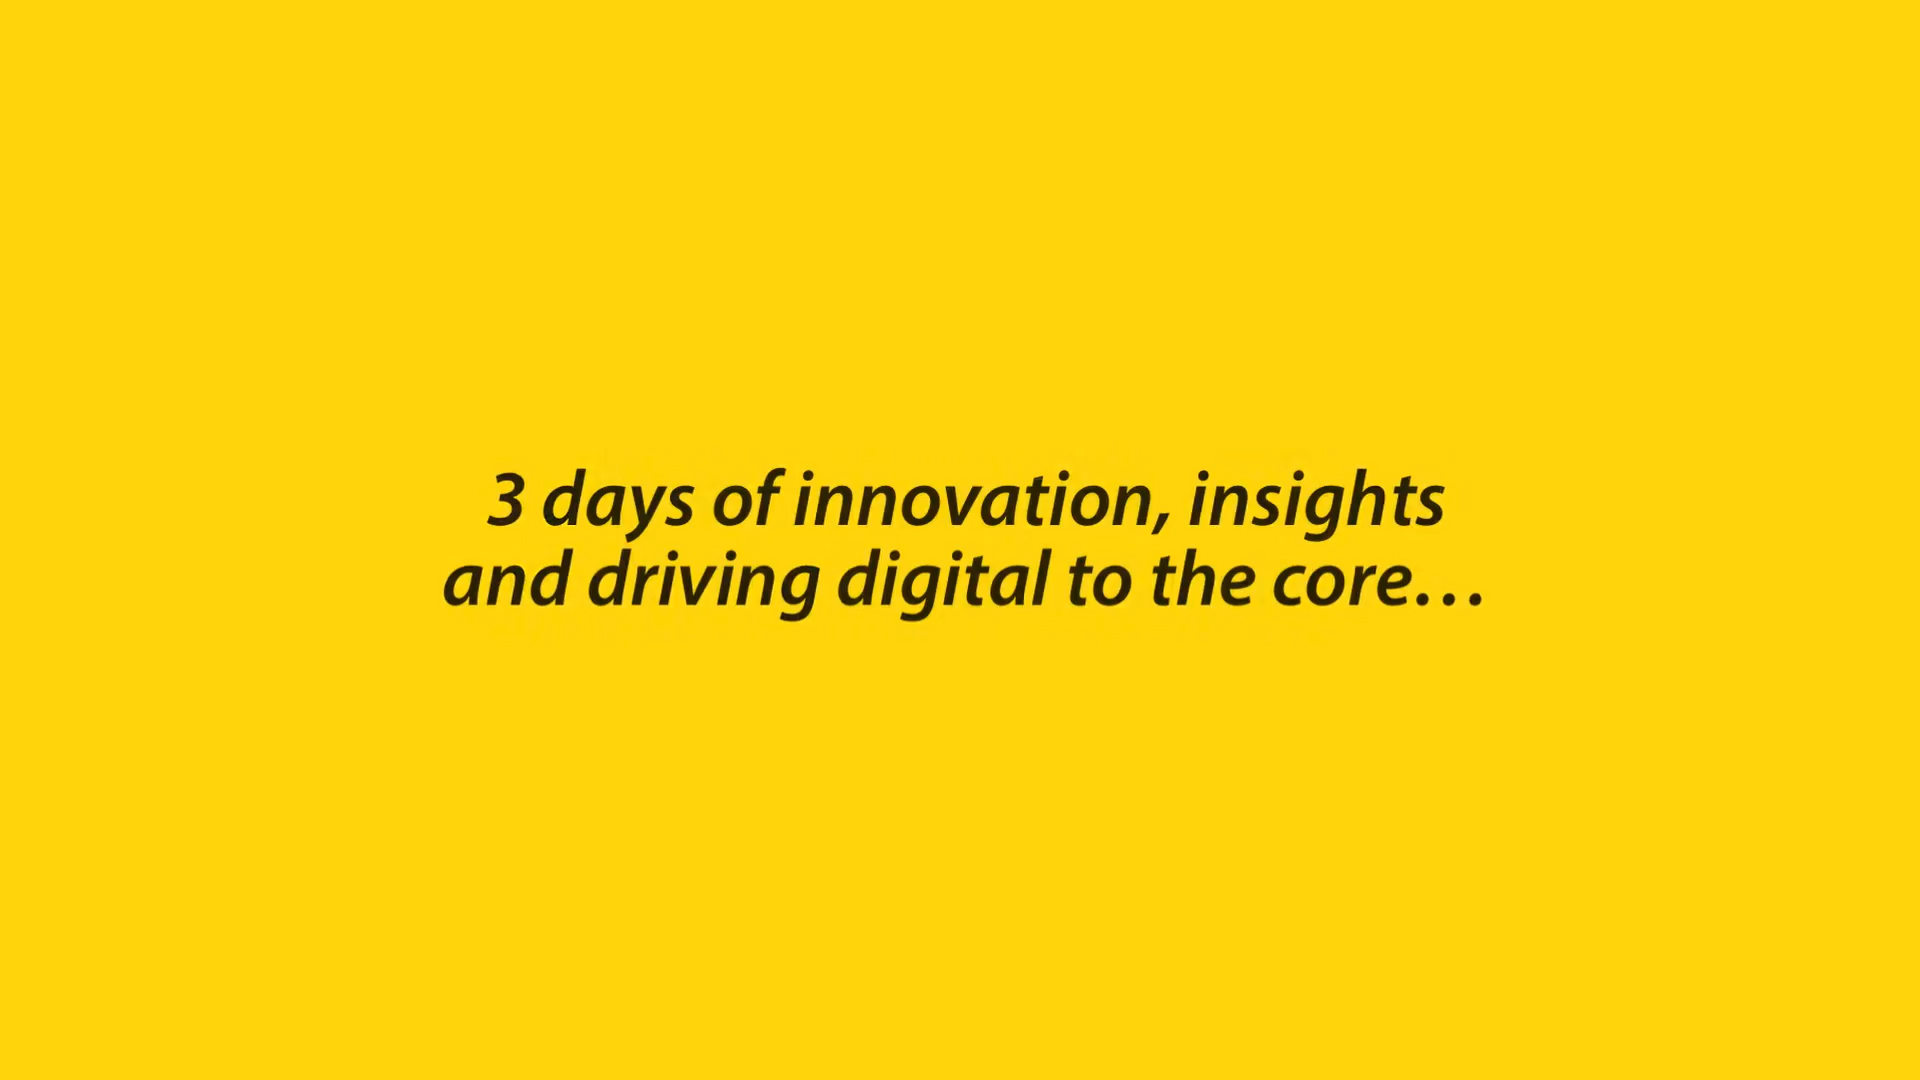 3 days of innovation, insights
and driving digital to the core…